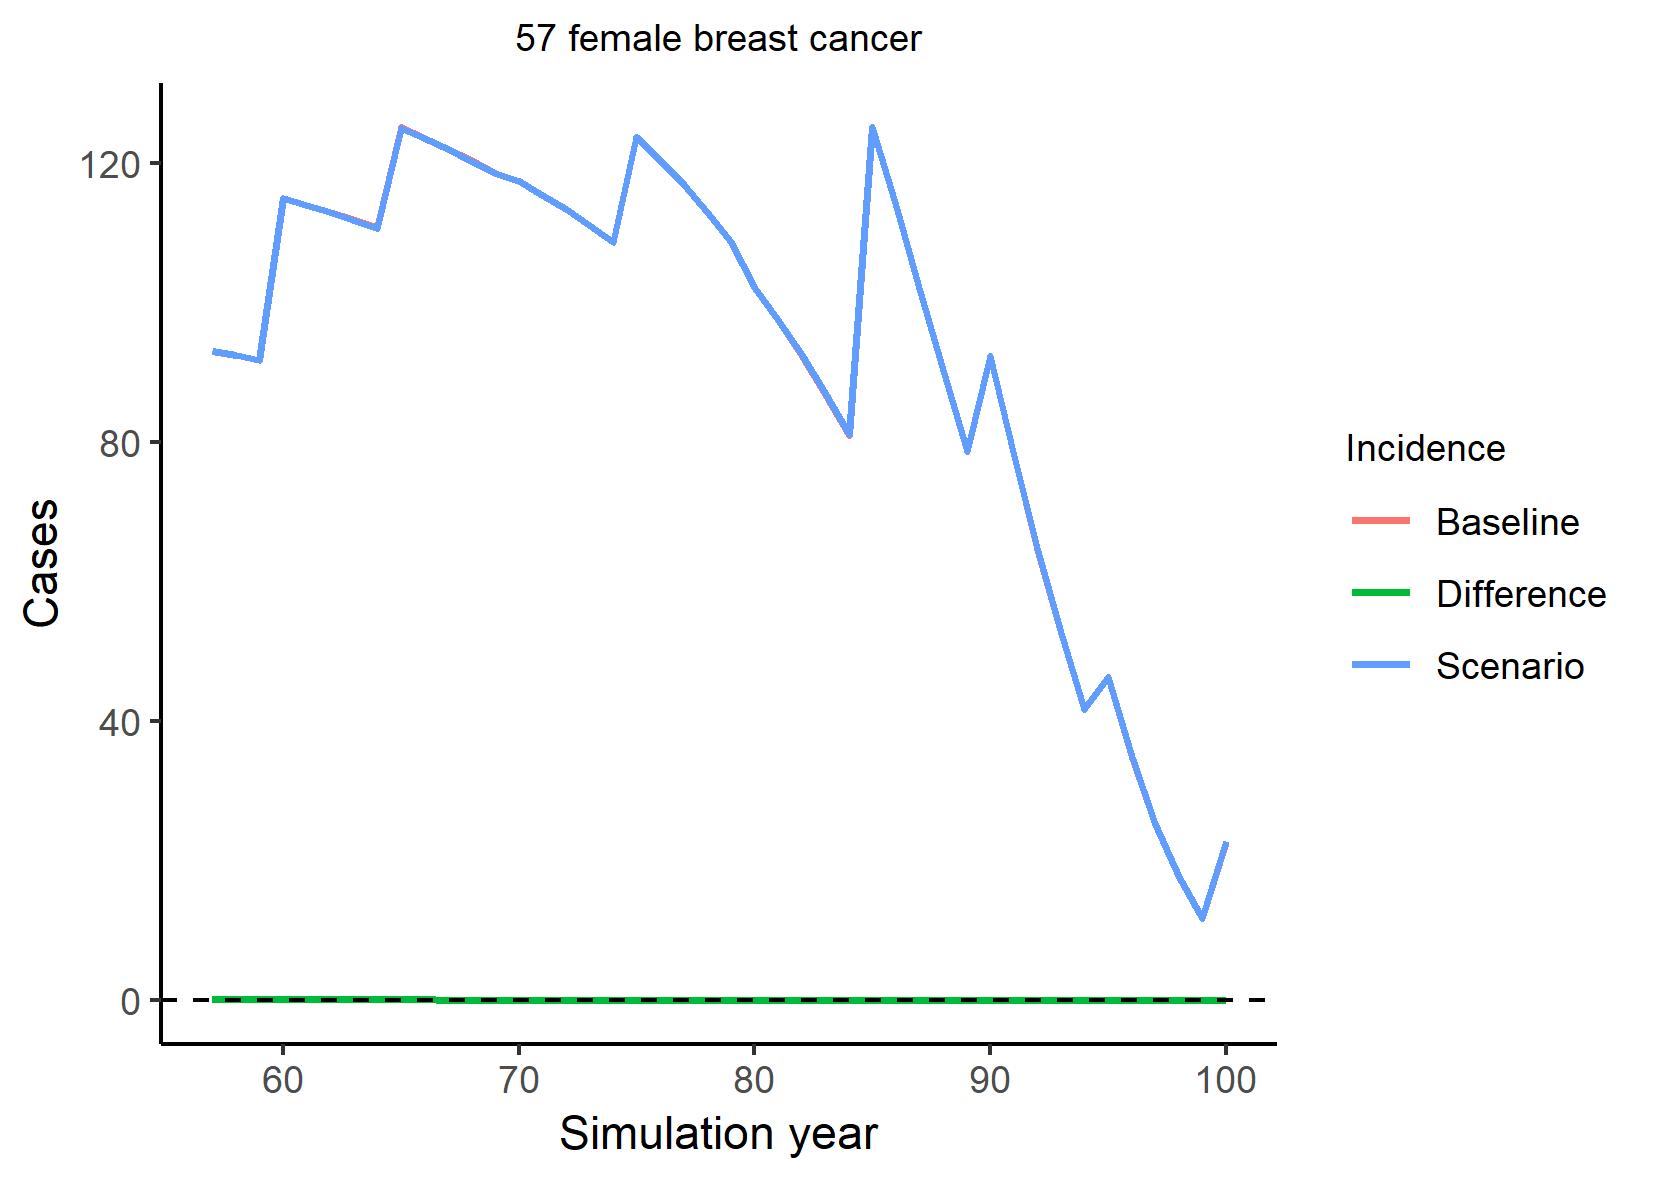 57 female breast cancer
120
80
40
0
Cases
60 70 80 90 100
Simulation year
Incidence
Baseline
Difference
Scenario